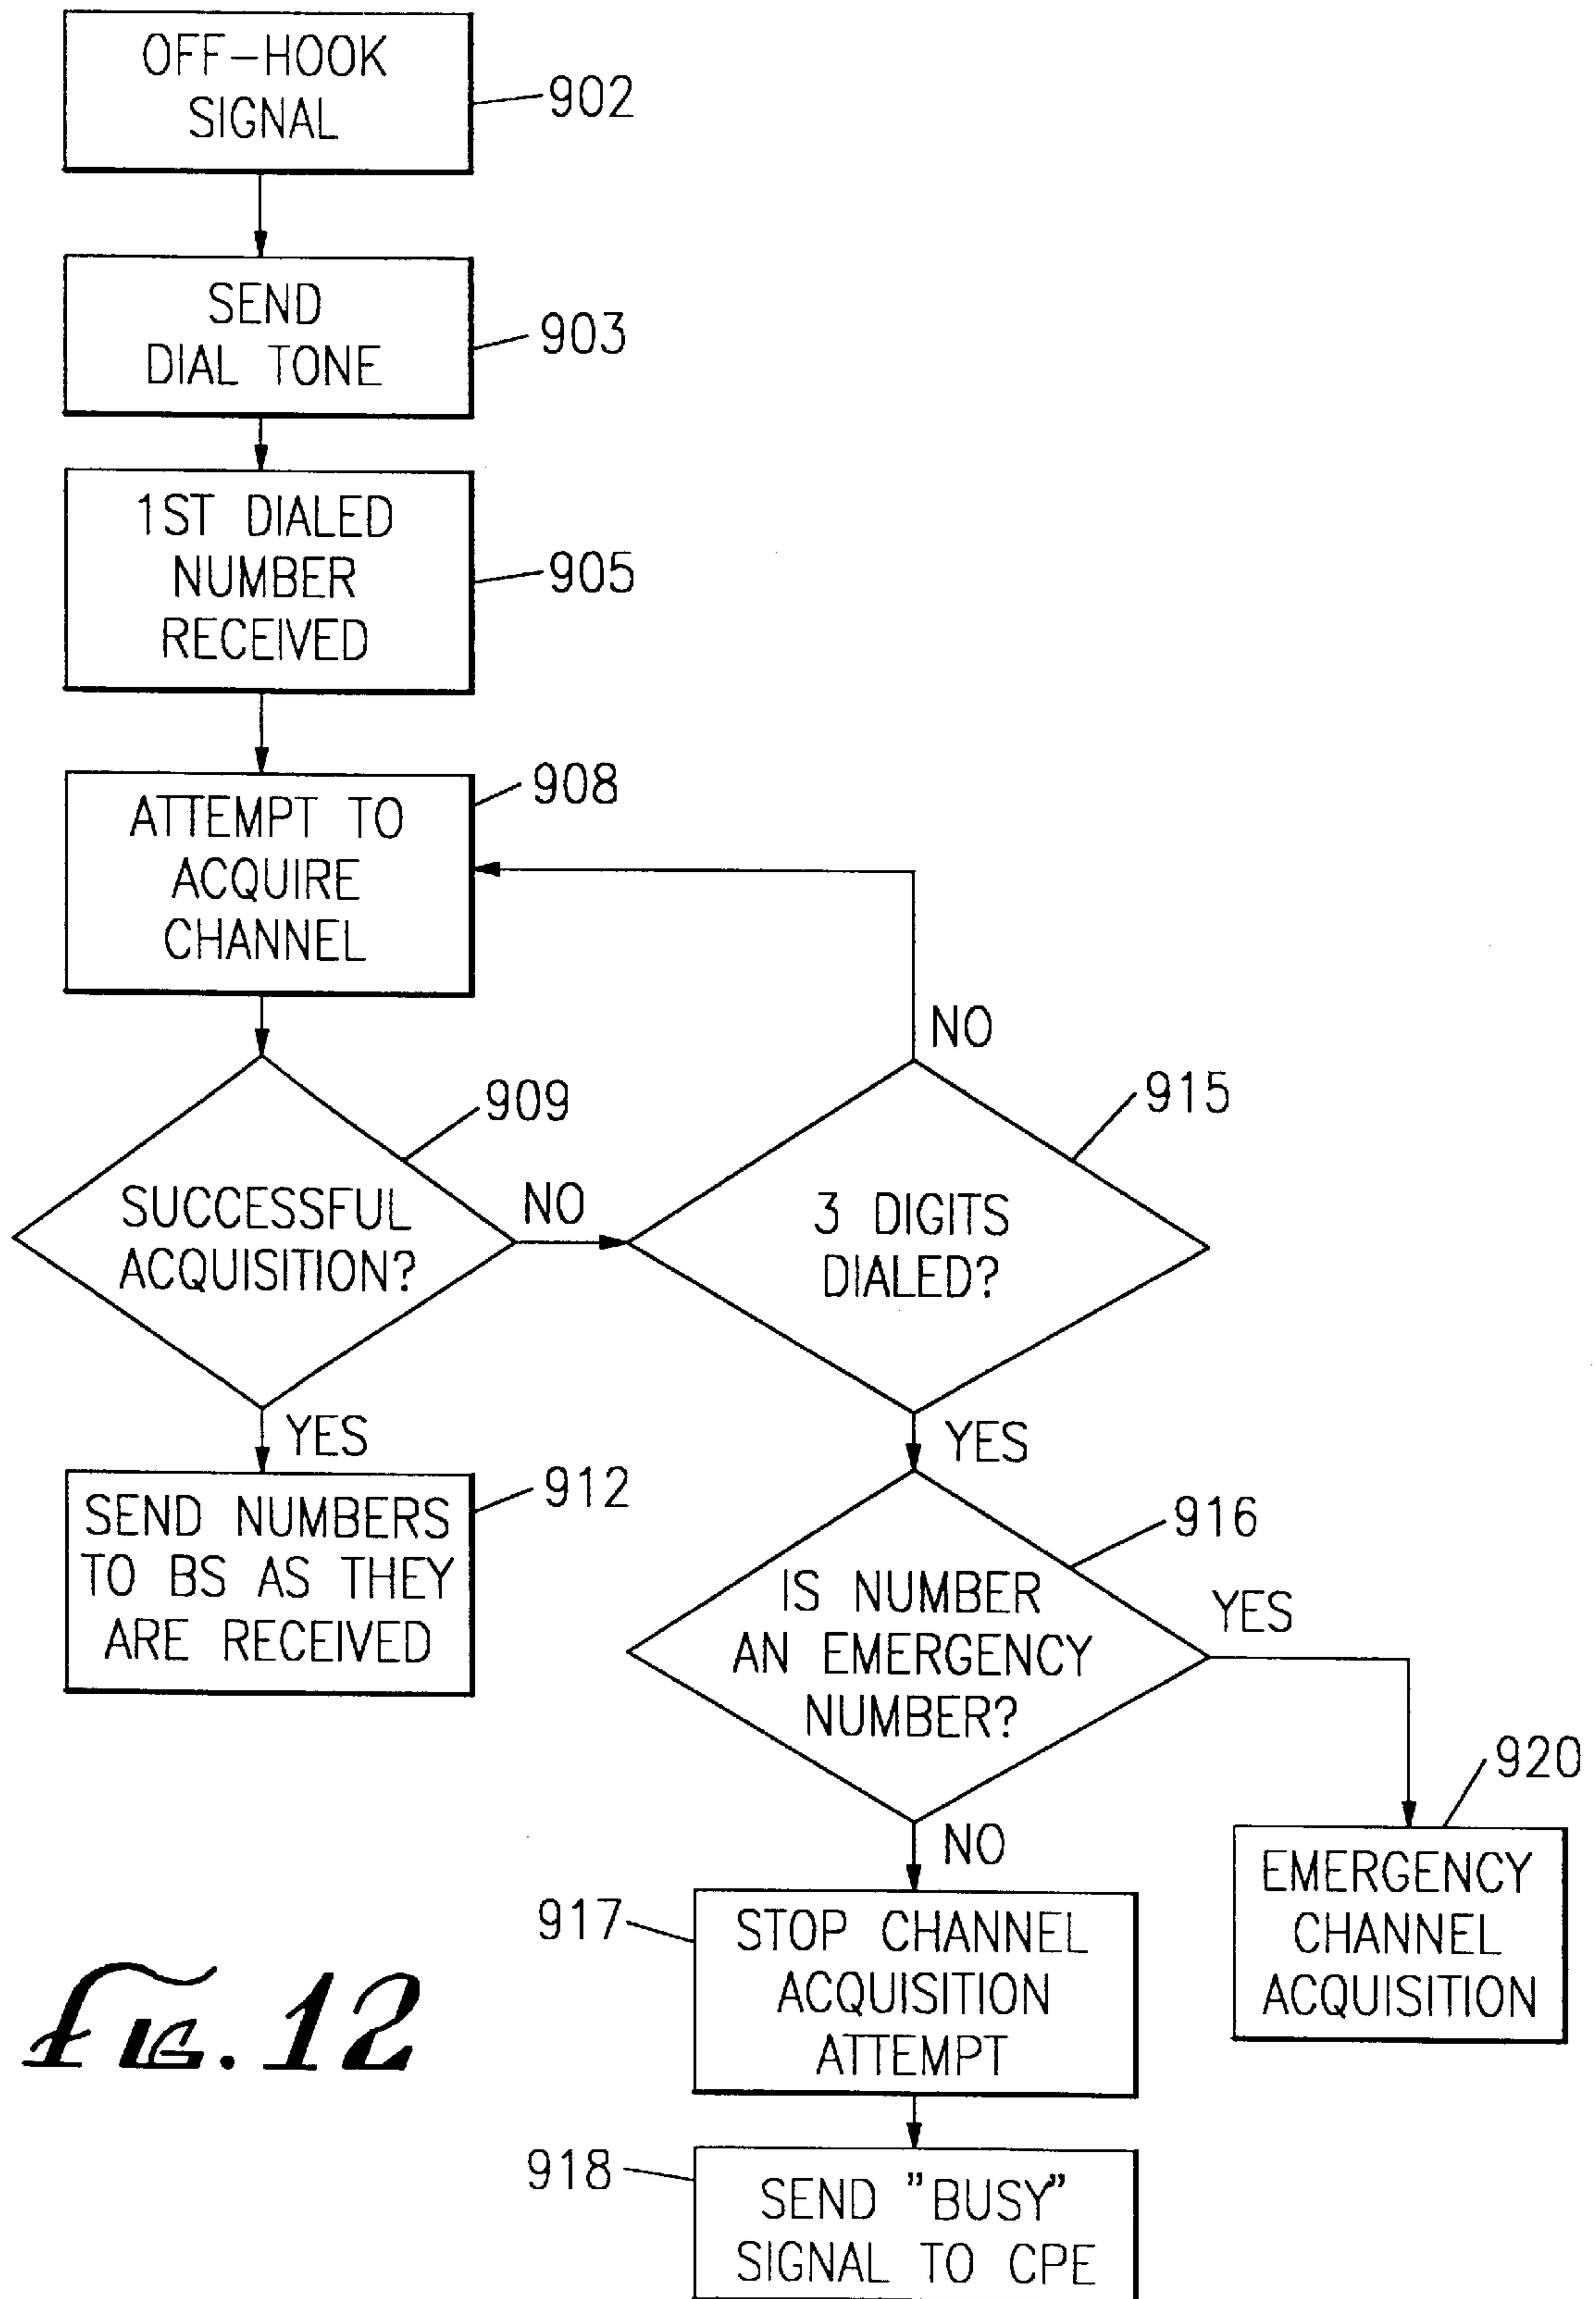 OFF-HOOK
SIGNAL
902
SEND
DIAL TONE
903
1ST DIALED
NUMBER
RECEIVED
905
ATTEMPT TO
ACQUIRE
CHANNEL
908
SUCCESSFUL
ACQUISITION?
909
NO
YES
SEND NUMBERS
TO BS AS THEY
ARE RECEIVED
912
3 DIGITS
DIALED?
915
NO
YES
IS NUMBER
AN EMERGENCY
NUMBER?
916
YES
NO
EMERGENCY
CHANNEL
ACQUISITION
920
STOP CHANNEL
ACQUISITION
ATTEMPT
917
SEND "BUSY"
SIGNAL TO CPE
918
FIG. 12